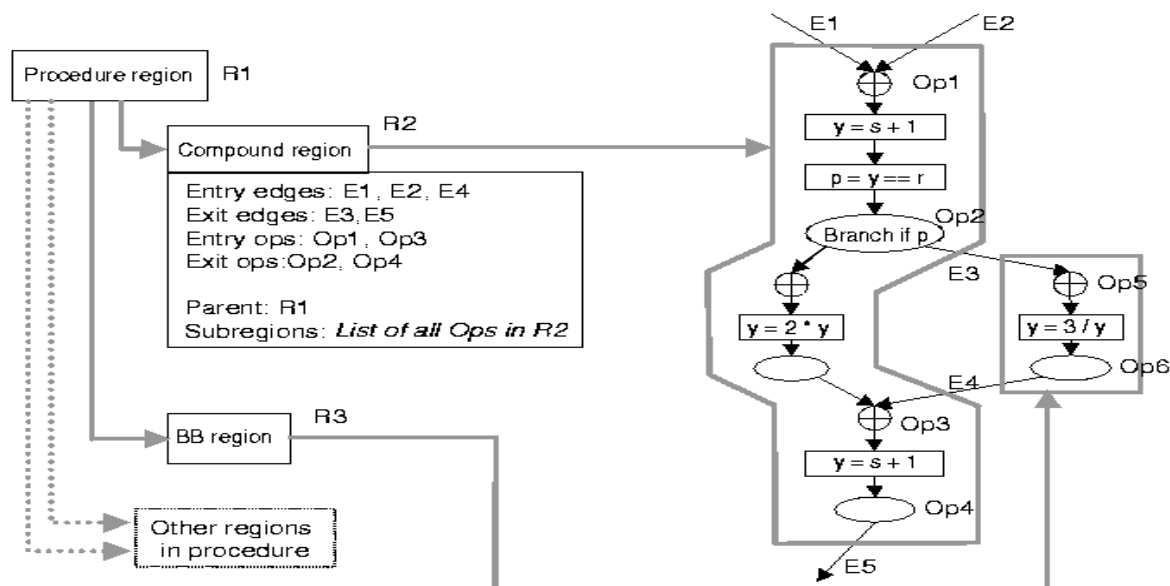 Procedure region
R1
Compound region
R2
Entry edges: E1, E2, E4
Exit edges: E3,E5
Entry ops: Op1, Op3
Exit ops:Op2, Op4
Parent: R1
Subregions: List of all Ops in R2
BB region
R3
Other regions
in procedure
E1
E2
Op1
y = s + 1
p = y == r
Op2
Branch if p
E3
Op5
y = 2 * y
y = 3 / y
Op6
E4
Op3
y = s + 1
Op4
E5